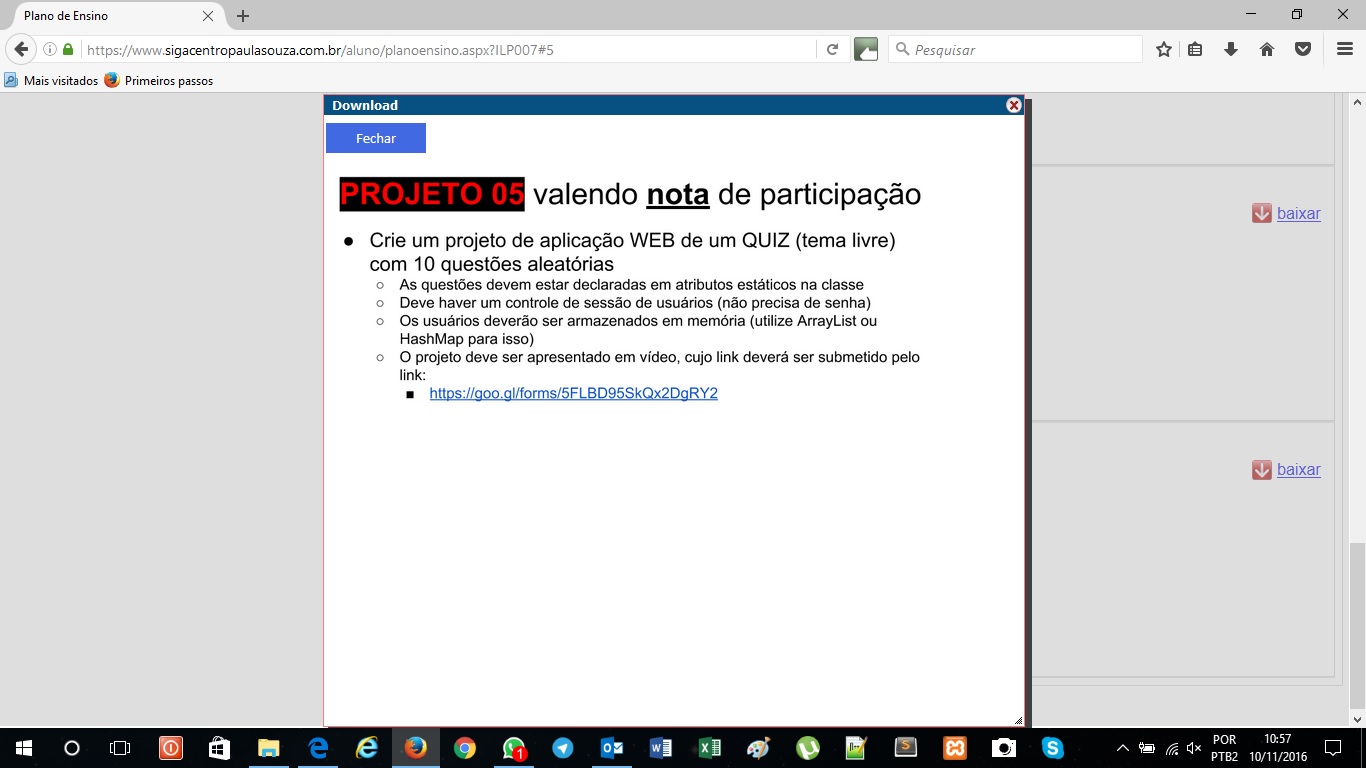 Plano de Ensino
https://www.sigacentropaulasouza.com.br/aluno/planoensino.aspx?ILP007#5
Pesquisar
Mais visitados
Primeiros passos
Download
Fechar
PROJETO 05 valendo nota de participação
● Crie um projeto de aplicação WEB de um QUIZ (tema livre)
com 10 questões aleatórias
○ As questões devem estar declaradas em atributos estáticos na classe
○ Deve haver um controle de sessão de usuários (não precisa de senha)
○ Os usuários deverão ser armazenados em memória (utilize ArrayList ou
HashMap para isso)
○ O projeto deve ser apresentado em vídeo, cujo link deverá ser submetido pelo
link:
■ https://goo.gl/forms/5FLBD95SkQx2DgRY2
baixar
baixar
1
POR
PTB2
10:57
10/11/2016